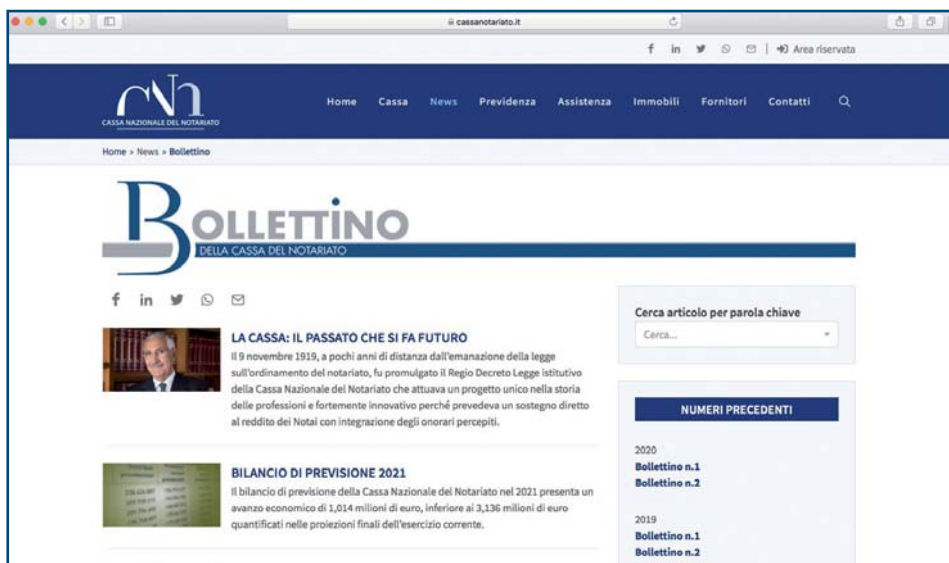 cassanotariato.it
Area riservata
CASSA NAZIONALE DEL NOTARIATO
Home Cassa News Previdenza Assistenza Immobili Fornitori Contatti
Home » News » Bollettino
BOLLETTINO
DELLA CASSA DEL NOTARIATO
LA CASSA: IL PASSATO CHE SI FA FUTURO
Il 9 novembre 1919, a pochi anni di distanza dall'emanazione della legge
sull'ordinamento del notariato, fu promulgato il Regio Decreto Legge istitutivo
della Cassa Nazionale del Notariato che attuava un progetto unico nella storia
delle professioni e fortemente innovativo perché prevedeva un sostegno diretto
al reddito dei Notai con integrazione degli onorari percepiti.
BILANCIO DI PREVISIONE 2021
Il bilancio di previsione della Cassa Nazionale del Notariato nel 2021 presenta un
avanzo economico di 1,014 milioni di euro, inferiore ai 3,136 milioni di euro
quantificati nelle proiezioni finali dell'esercizio corrente.
Cerca articolo per parola chiave
Cerca...
NUMERI PRECEDENTI
2020
Bollettino n.1
Bollettino n.2
2019
Bollettino n.1
Bollettino n.2